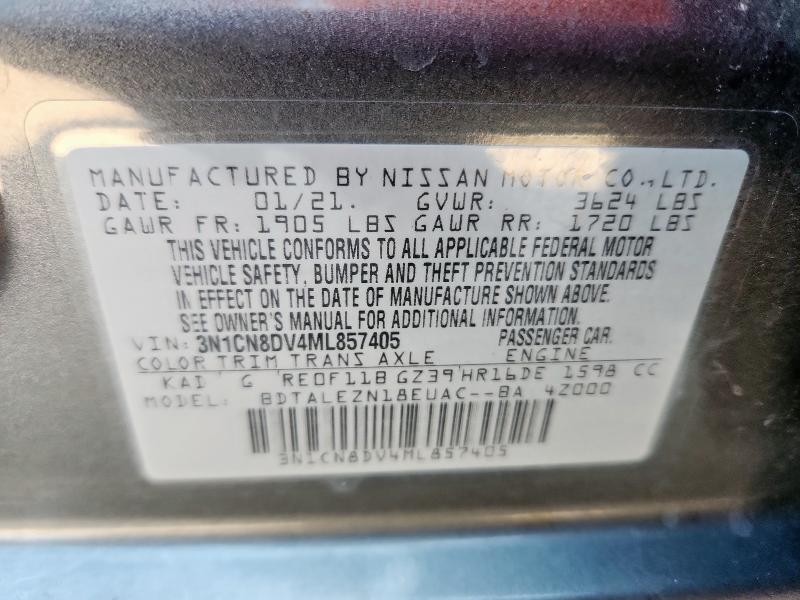 MANUFACTURED BY NISSAN MOTOR CO., LTD.
DATE: 01/21. GVWR: 3624 LBS
GAWR FR: 1905 LBS GAWR RR: 1720 LBS
THIS VEHICLE CONFORMS TO ALL APPLICABLE FEDERAL MOTOR
VEHICLE SAFETY, BUMPER AND THEFT PREVENTION STANDARDS
IN EFFECT ON THE DATE OF MANUFACTURE SHOWN ABOVE.
SEE OWNER'S MANUAL FOR ADDITIONAL INFORMATION.
VIN: 3N1CN8DV4ML857405 PASSENGER CAR.
COLOR TRIM TRANS AXLE ENGINE
KAD G RE0F11B GZ39 HR16DE 1598 CC
MODEL: BDTALEZN18EUAC--BA 4Z000
3N1CN8DV4ML857405